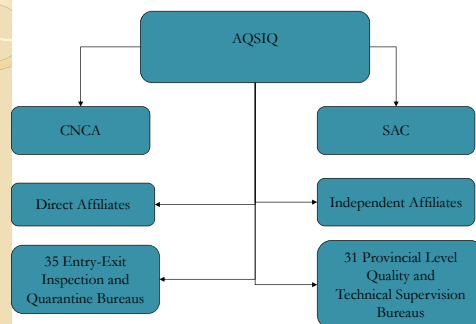 AQSIQ
CNCA
SAC
Direct Affiliates
Independent Affiliates
35 Entry-Exit
Inspection and
Quarantine Bureaus
31 Provincial Level
Quality and
Technical Supervision
Bureaus